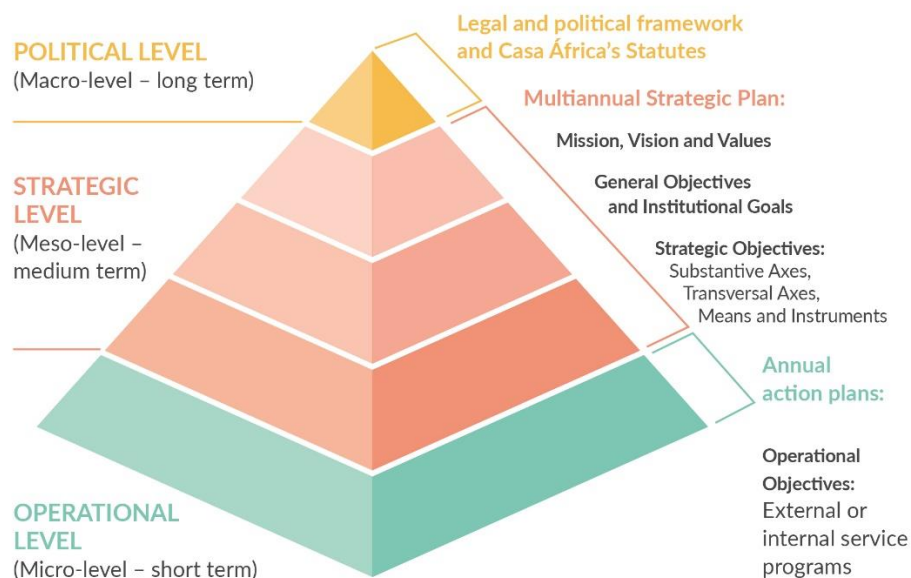 POLITICAL LEVEL
(Macro-level – long term)
Legal and political framework
and Casa África's Statutes
Multiannual Strategic Plan:
Mission, Vision and Values
General Objectives
and Institutional Goals
STRATEGIC
LEVEL
(Meso-level –
medium term)
Strategic Objectives:
Substantive Axes,
Transversal Axes,
Means and Instruments
Annual
action plans:
Operational
Objectives:
External or
internal service
programs
OPERATIONAL
LEVEL
(Micro-level – short term)